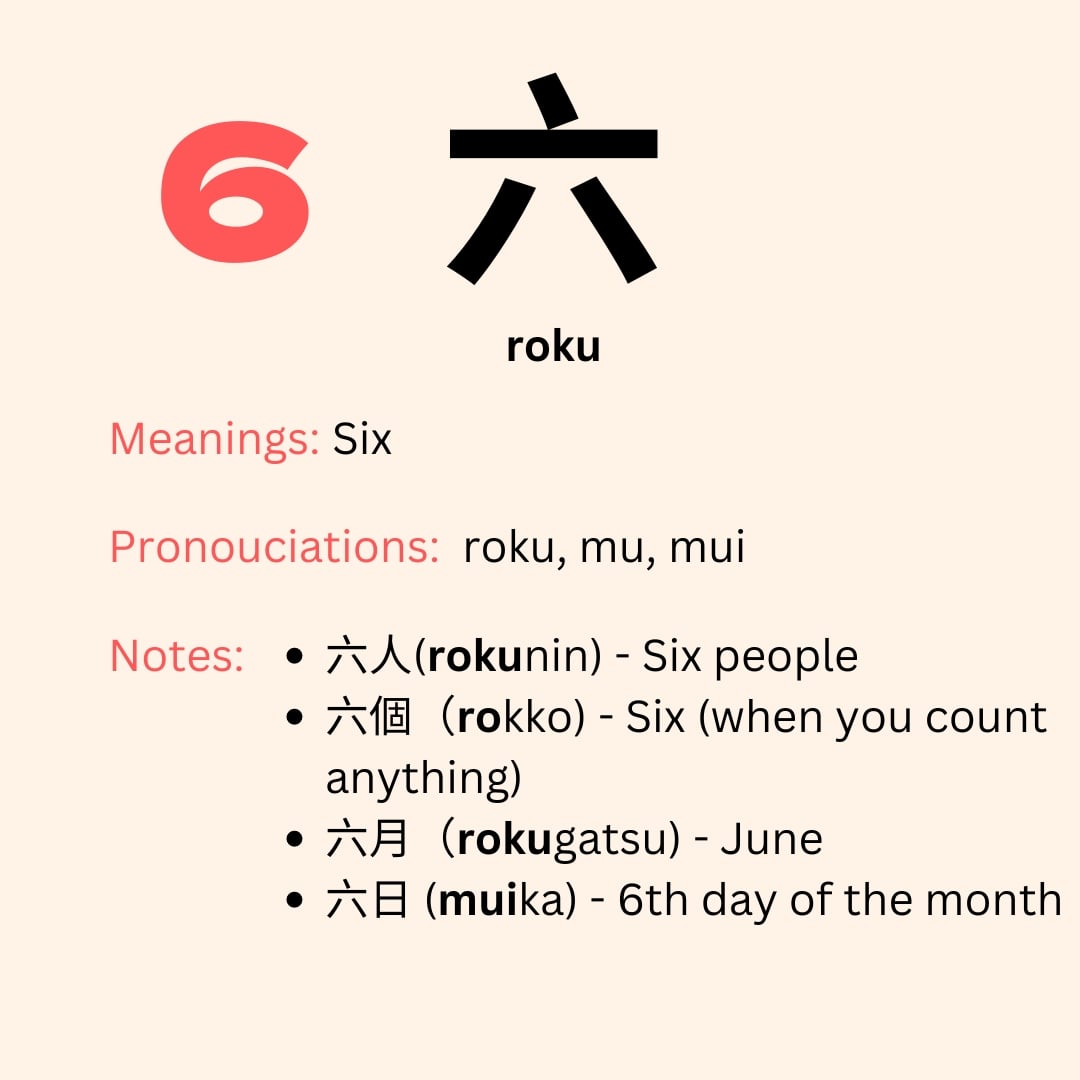 6 六
roku
Meanings: Six
Pronouciations: roku, mu, mui
Notes: • 六人(rokunin) - Six people
• 六個（rokko) - Six (when you count
anything)
• 六月（rokugatsu) - June
• 六日 (muika) - 6th day of the month